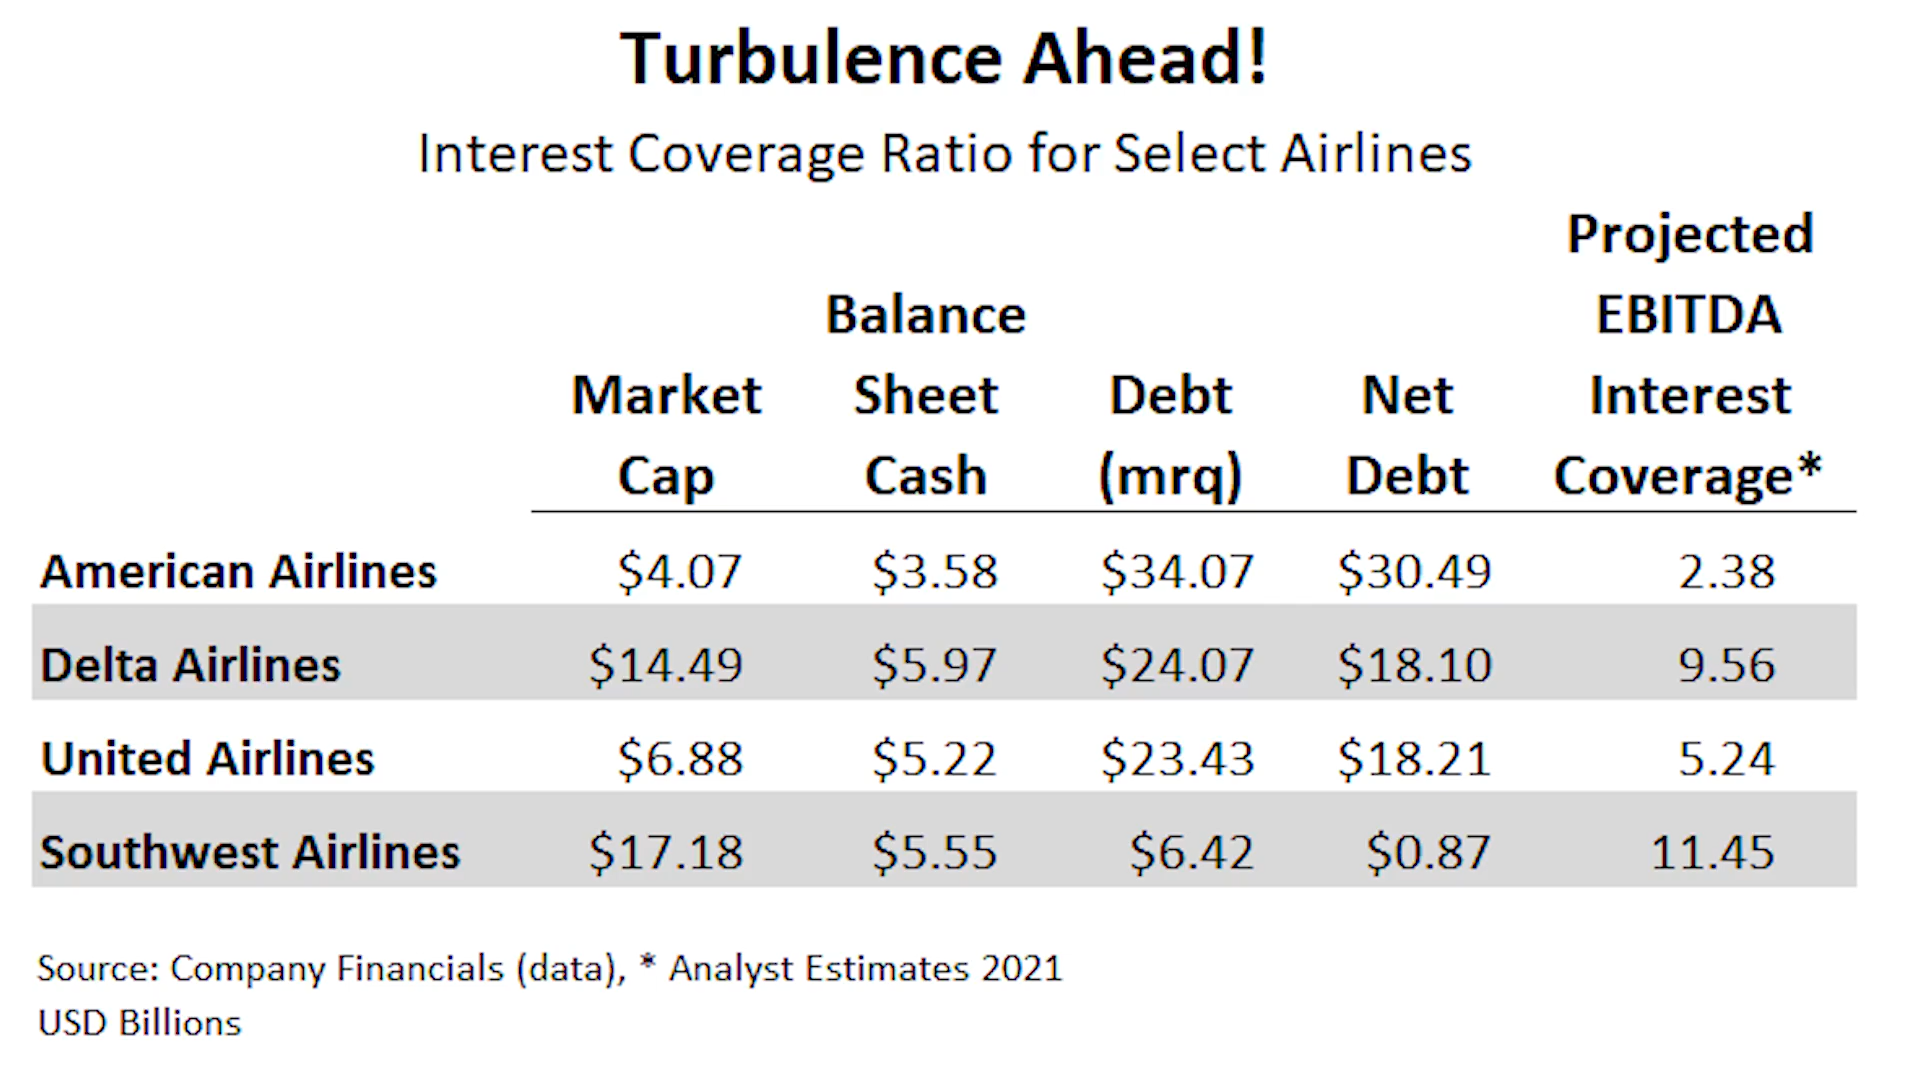 Turbulence Ahead!
Interest Coverage Ratio for Select Airlines
Projected
Balance EBITDA
Market Sheet Debt Net Interest
Cap Cash (mrq) Debt Coverage*
American Airlines $4.07 $3.58 $34.07 $30.49 2.38
Delta Airlines $14.49 $5.97 $24.07 $18.10 9.56
United Airlines $6.88 $5.22 $23.43 $18.21 5.24
Southwest Airlines $17.18 $5.55 $6.42 $0.87 11.45
Source: Company Financials (data), * Analyst Estimates 2021
USD Billions